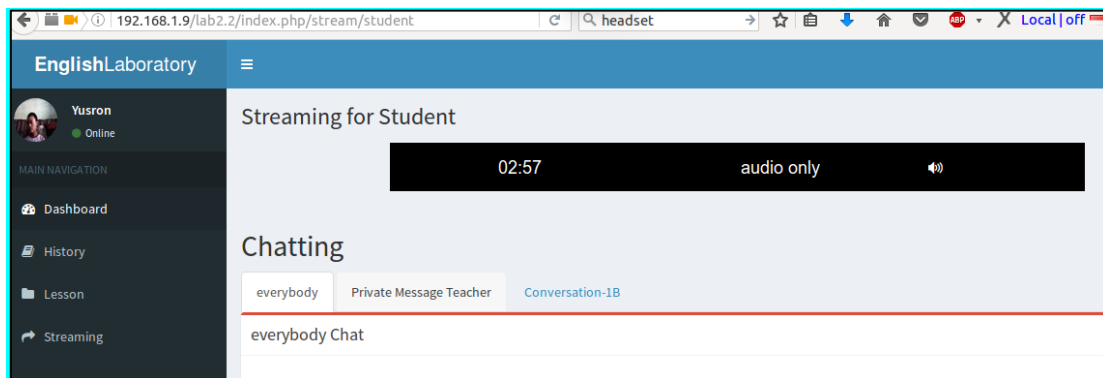 192.168.1.9/lab2.2/index.php/stream/student
headset
ABP
Local|off
EnglishLaboratory
Yusron
Online
MAIN NAVIGATION
Dashboard
History
Lesson
Streaming
Streaming for Student
02:57 audio only
Chatting
everybody Private Message Teacher Conversation-1B
everybody Chat